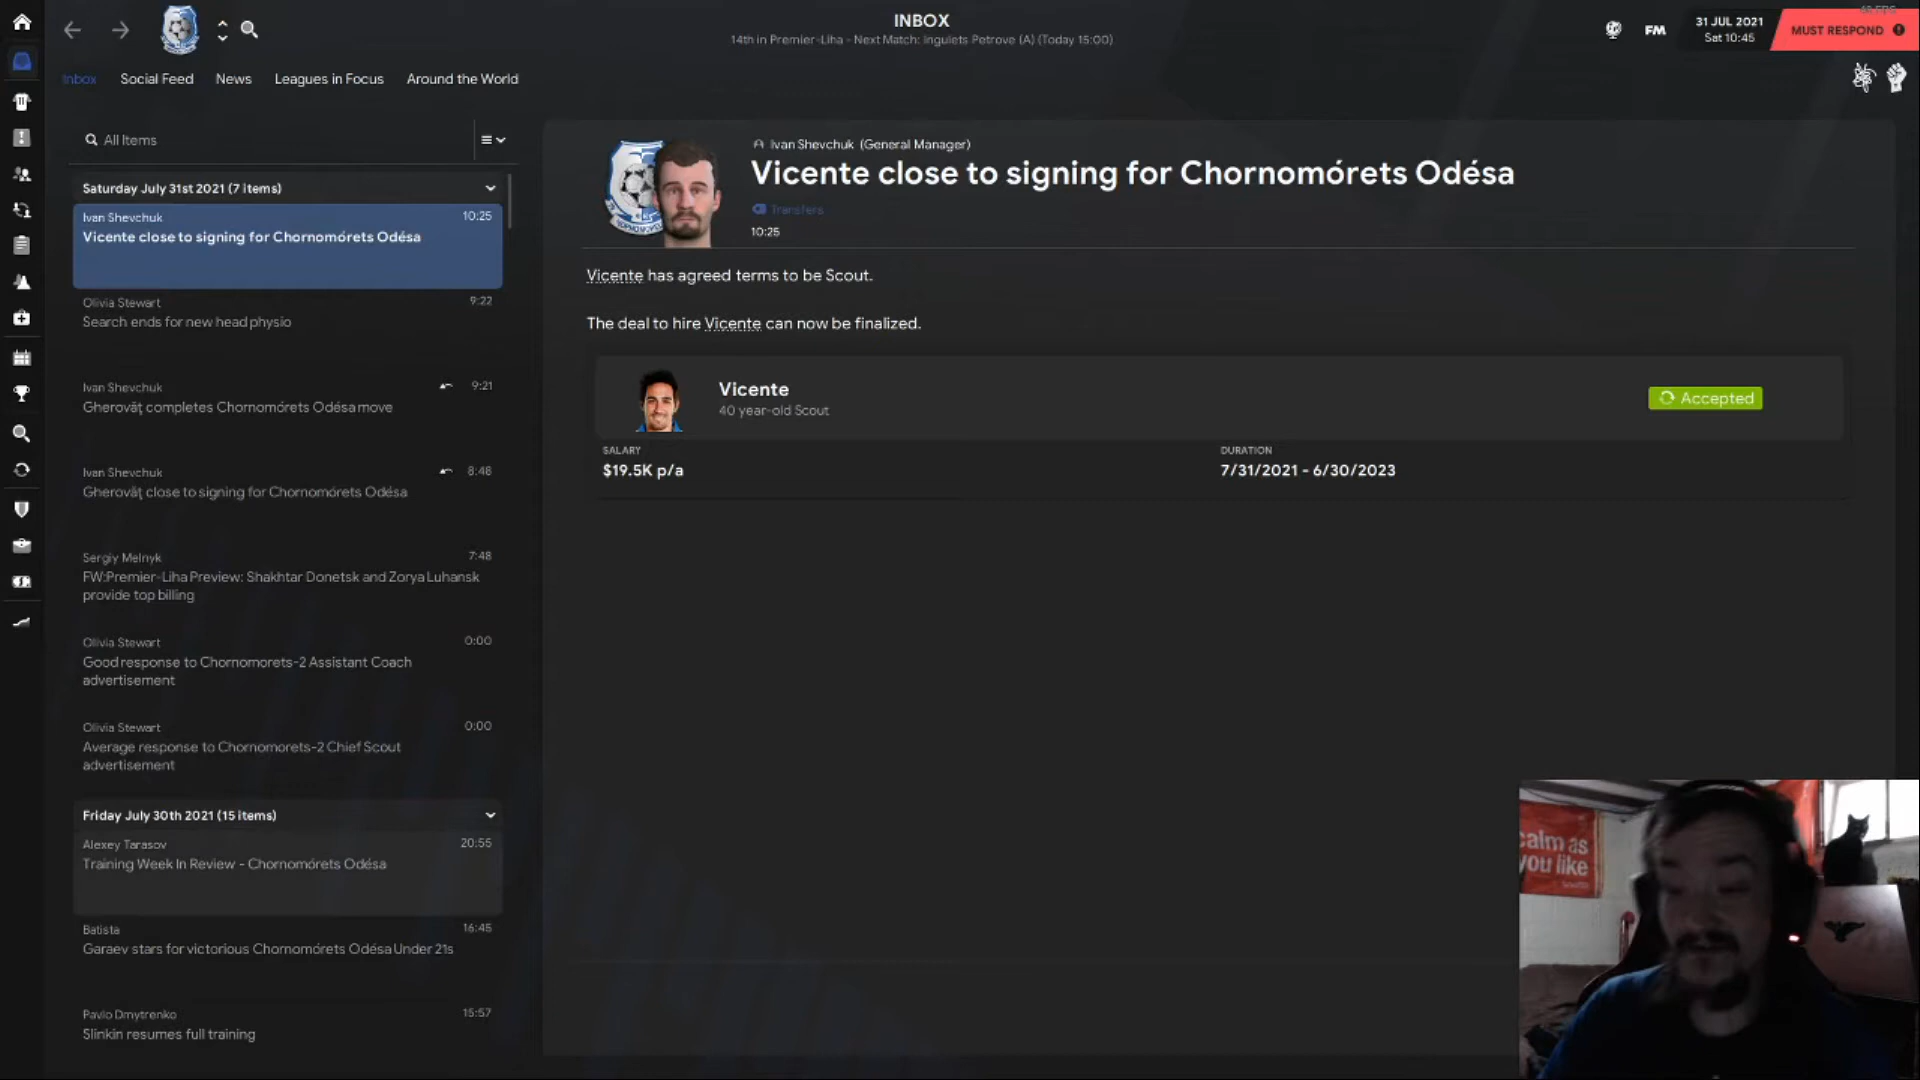 INBOX
14th in Premier-Liha - Next Match: Ingulets Petrove (A) (Today 15:00)
FM
31 JUL 2021
Sat 10:45
MUST RESPOND
Inbox
Social Feed
News
Leagues in Focus
Around the World
All Items
Saturday July 31st 2021 (7 items)
Ivan Shevchuk
10:25
Vicente close to signing for Chornomórets Odésa
Olivia Stewart
9:22
Search ends for new head physio
Ivan Shevchuk
9:21
Gherovăţ completes Chornomórets Odésa move
Ivan Shevchuk
8:48
Gherovăţ close to signing for Chornomórets Odésa
Sergiy Melnyk
7:48
FW:Premier-Liha Preview: Shakhtar Donetsk and Zorya Luhansk
provide top billing
Olivia Stewart
0:00
Good response to Chornomorets-2 Assistant Coach
advertisement
Olivia Stewart
0:00
Average response to Chornomorets-2 Chief Scout
advertisement
Friday July 30th 2021 (15 items)
Alexey Tarasov
20:55
Training Week In Review - Chornomórets Odésa
Batista
16:45
Garaev stars for victorious Chornomórets Odésa Under 21s
Pavlo Dmytrenko
15:57
Slinkin resumes full training
Ivan Shevchuk (General Manager)
Vicente close to signing for Chornomórets Odésa
Transfers
10:25
Vicente has agreed terms to be Scout.
The deal to hire Vicente can now be finalized.
Vicente
40 year-old Scout
Accepted
SALARY
$19.5K p/a
DURATION
7/31/2021 - 6/30/2023
calm as
you like